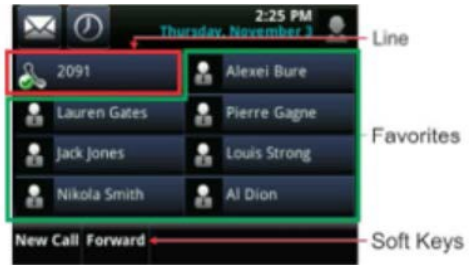 2:25 PM
Thursday, November 3
Line
2091
Alexei Bure
Lauren Gates
Pierre Gagne
Favorites
Jack Jones
Louis Strong
Nikola Smith
Al Dion
New Call Forward
Soft Keys